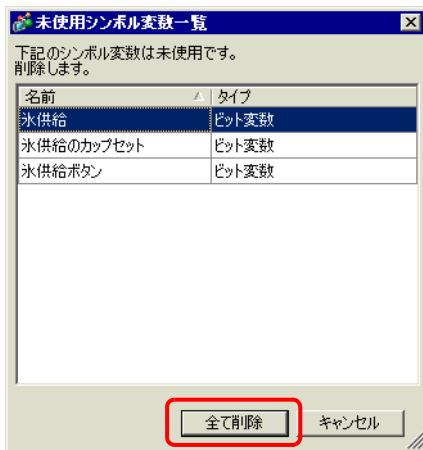 未使用シンボル変数一覧
下記のシンボル変数は未使用です。
削除します。
名前 タイプ
氷供給 ビット変数
氷供給のカップセット ビット変数
氷供給ボタン ビット変数
全て削除 キャンセル